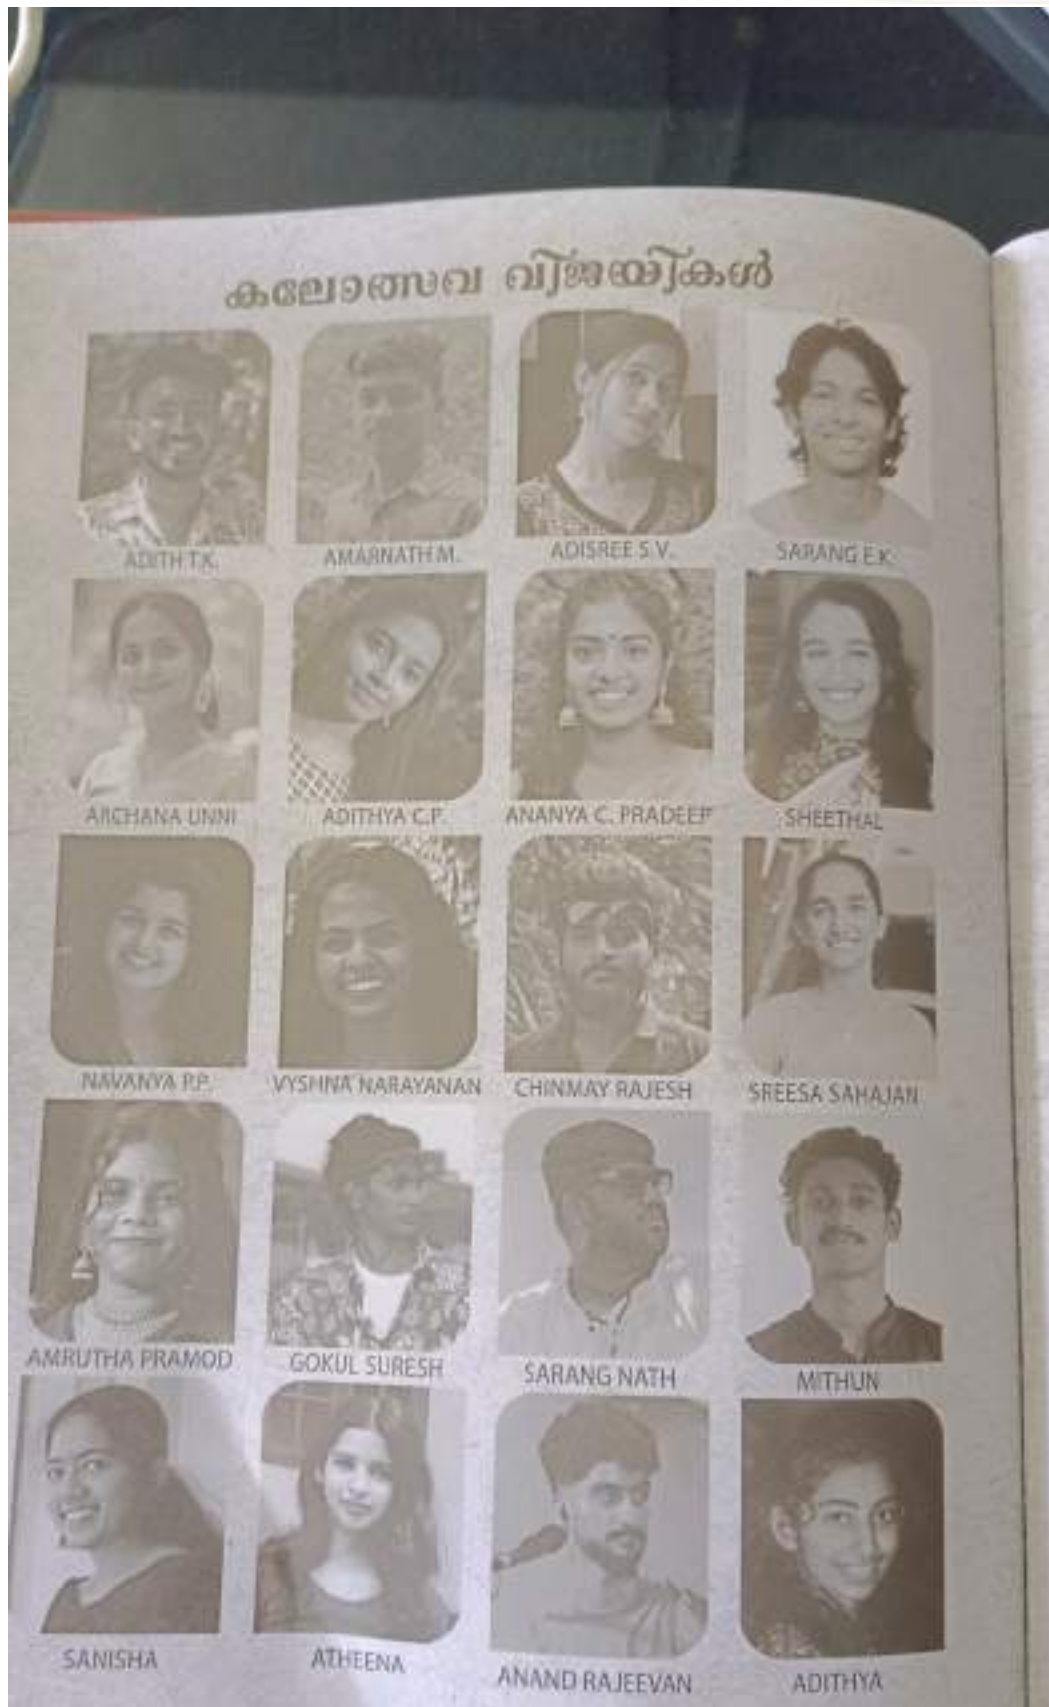 കലോത്സവ വിജയികൾ
ADITH T.K. AMARNATH M. ADISREE S.V. SARANG E.K.
ARCHANA UNNI ADITHYA C.P. ANANYA C. PRADEEP SHEETHAL
NAVANYA P.P. VYSHNA NARAYANAN CHINMAY RAJESH SREESA SAHAJAN
AMRUTHA PRAMOD GOKUL SURESH SARANG NATH MITHUN
SANISHA ATHEENA ANAND RAJEEVAN ADITHYA